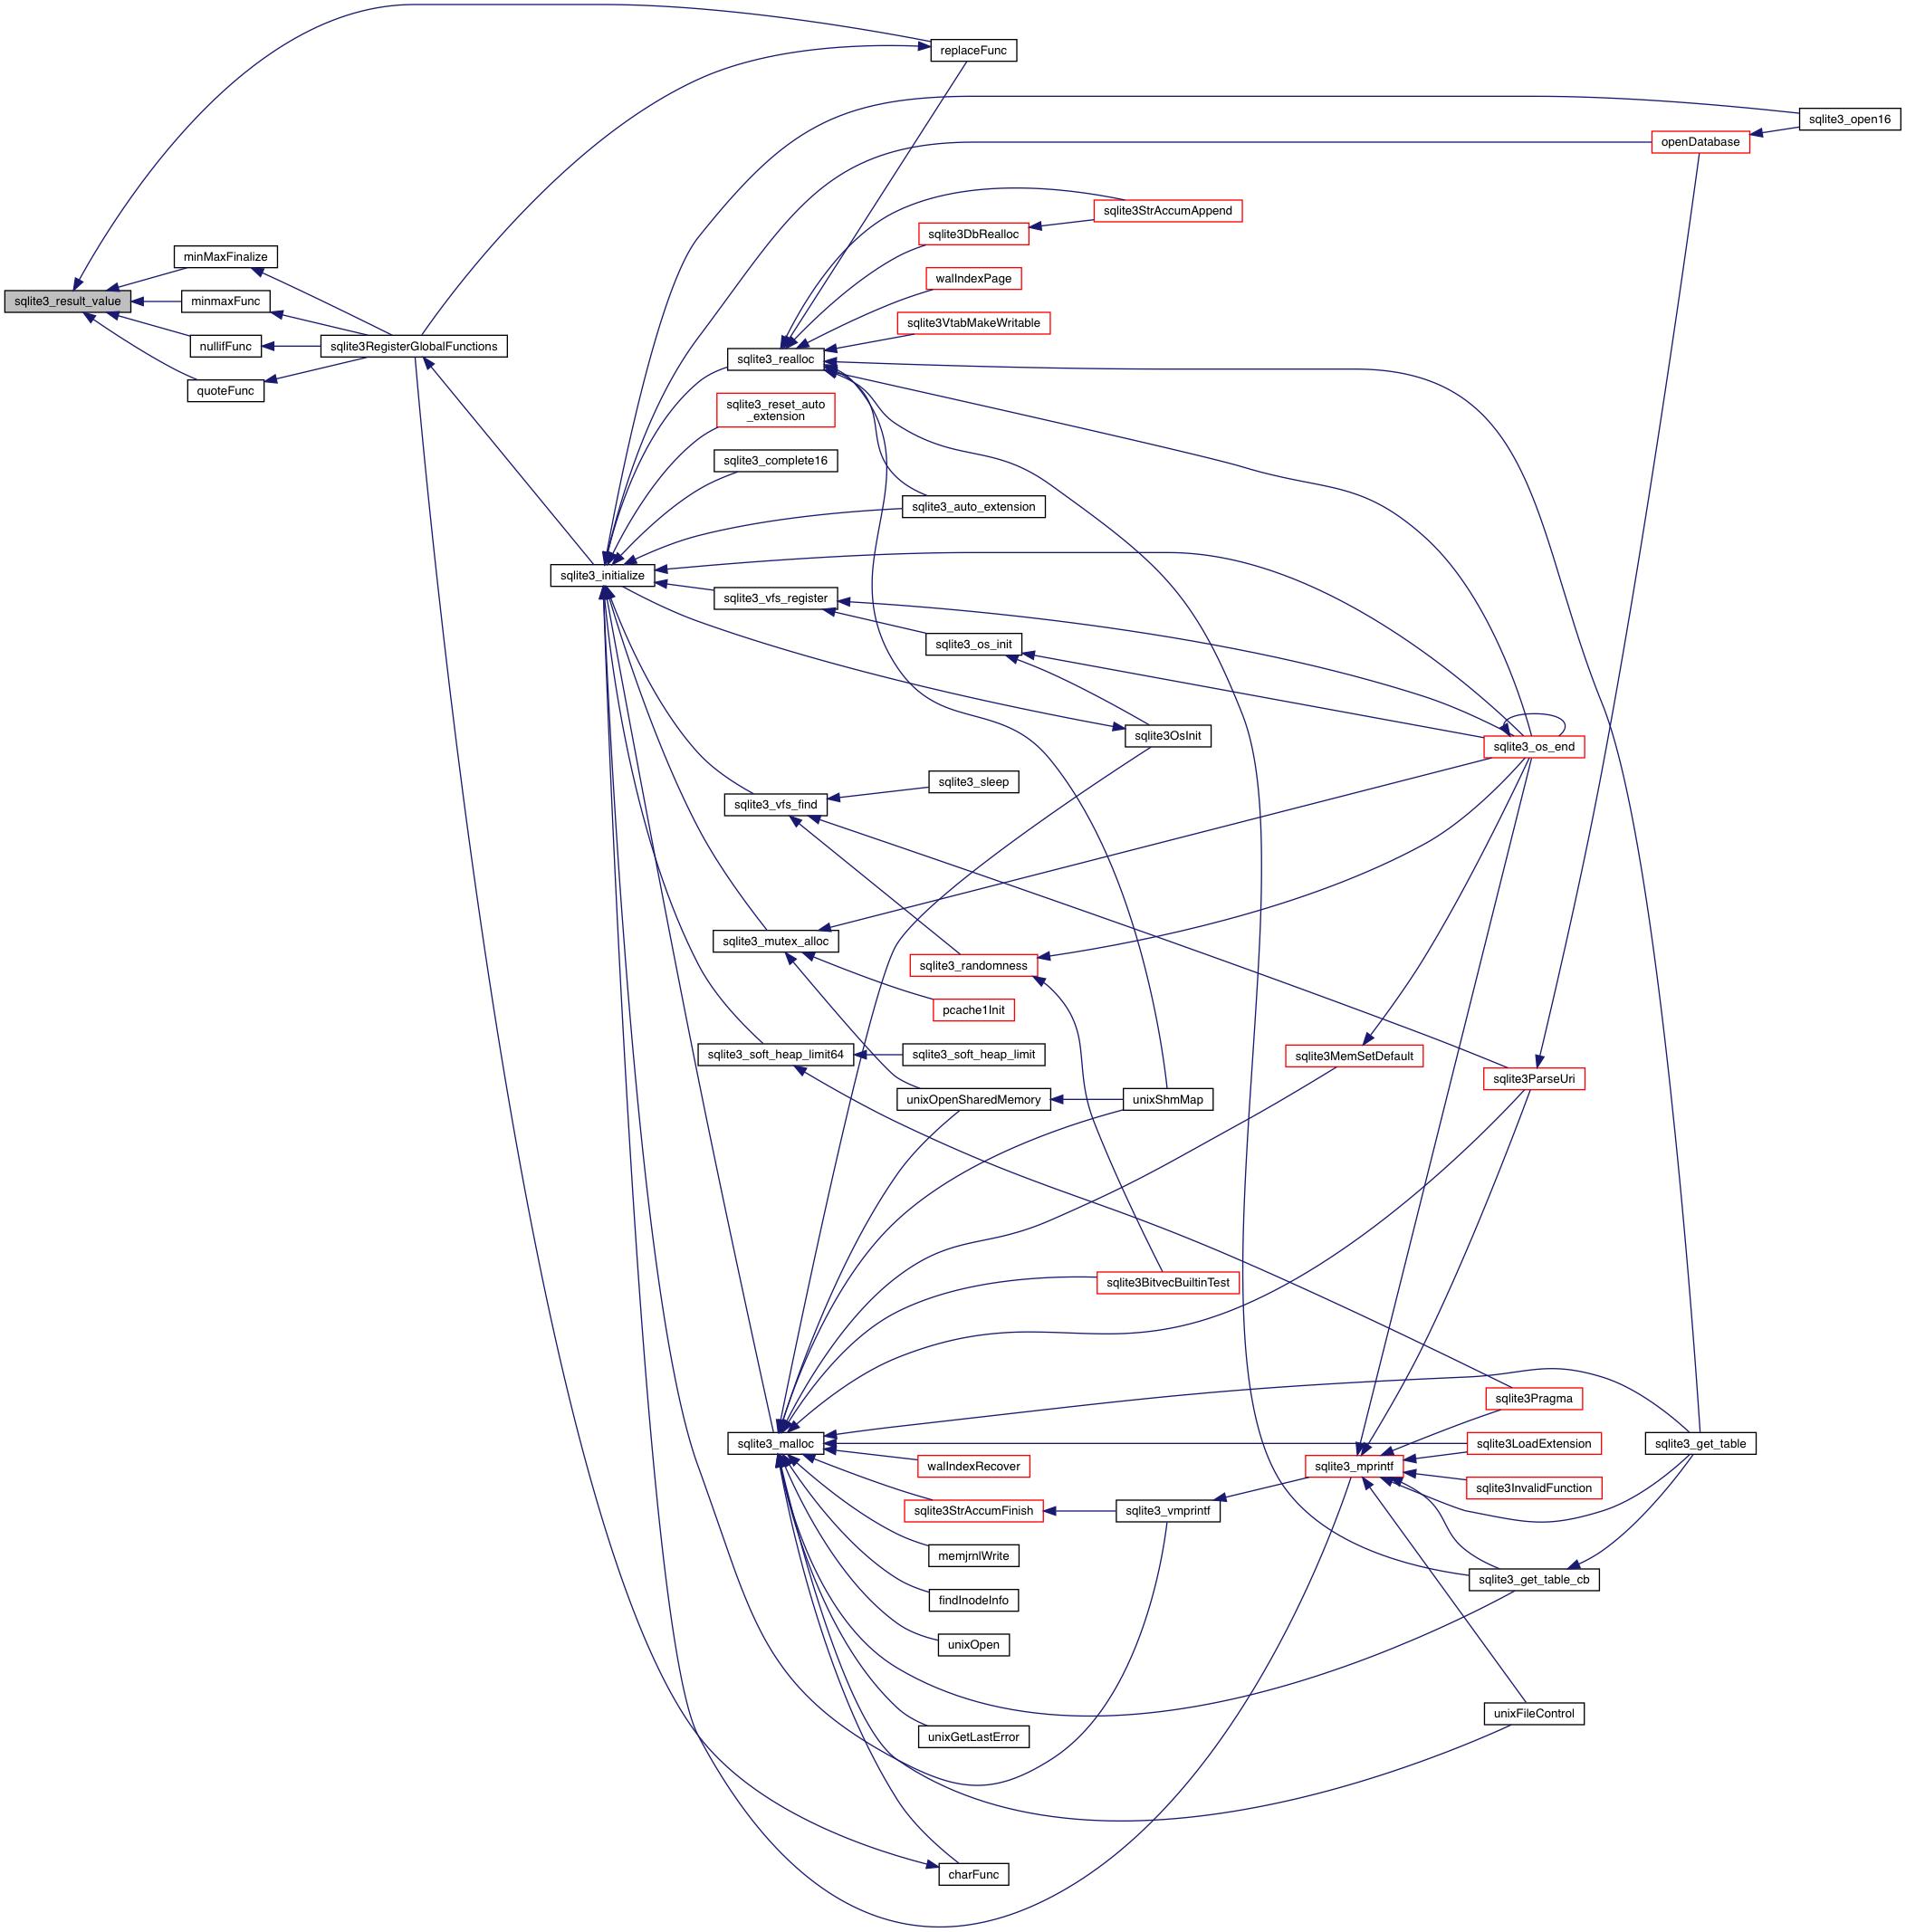 replaceFunc
sqlite3_open16
openDatabase
sqlite3StrAccumAppend
sqlite3DbRealloc
minMaxFinalize
walIndexPage
sqlite3_result_value
minmaxFunc
sqlite3VtabMakeWritable
nullifFunc
sqlite3RegisterGlobalFunctions
sqlite3_realloc
quoteFunc
sqlite3_reset_auto
_extension
sqlite3_complete16
sqlite3_auto_extension
sqlite3_initialize
sqlite3_vfs_register
sqlite3_os_init
sqlite3OsInit
sqlite3_os_end
sqlite3_sleep
sqlite3_vfs_find
sqlite3_mutex_alloc
sqlite3_randomness
pcache1Init
sqlite3_soft_heap_limit64
sqlite3_soft_heap_limit
sqlite3MemSetDefault
sqlite3ParseUri
unixOpenSharedMemory
unixShmMap
sqlite3BitvecBuiltinTest
sqlite3Pragma
sqlite3_malloc
sqlite3LoadExtension
sqlite3_get_table
walIndexRecover
sqlite3_mprintf
sqlite3InvalidFunction
sqlite3StrAccumFinish
sqlite3_vmprintf
memjrnlWrite
sqlite3_get_table_cb
findInodeInfo
unixOpen
unixFileControl
unixGetLastError
charFunc